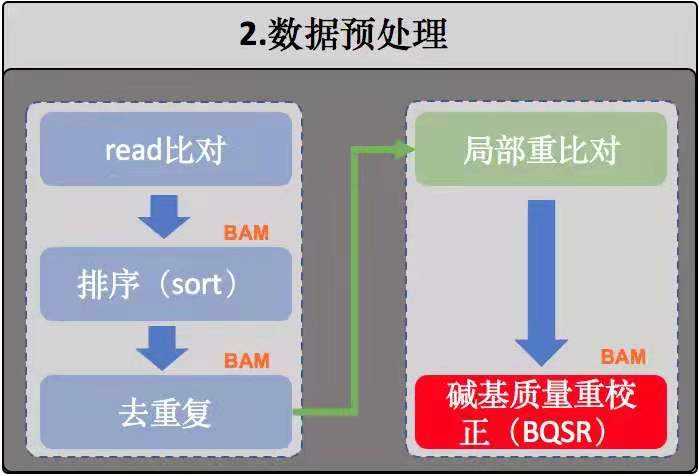 2.数据预处理
read比对
BAM
排序（sort）
BAM
去重复
局部重比对
BAM
碱基质量重校
正（BQSR）